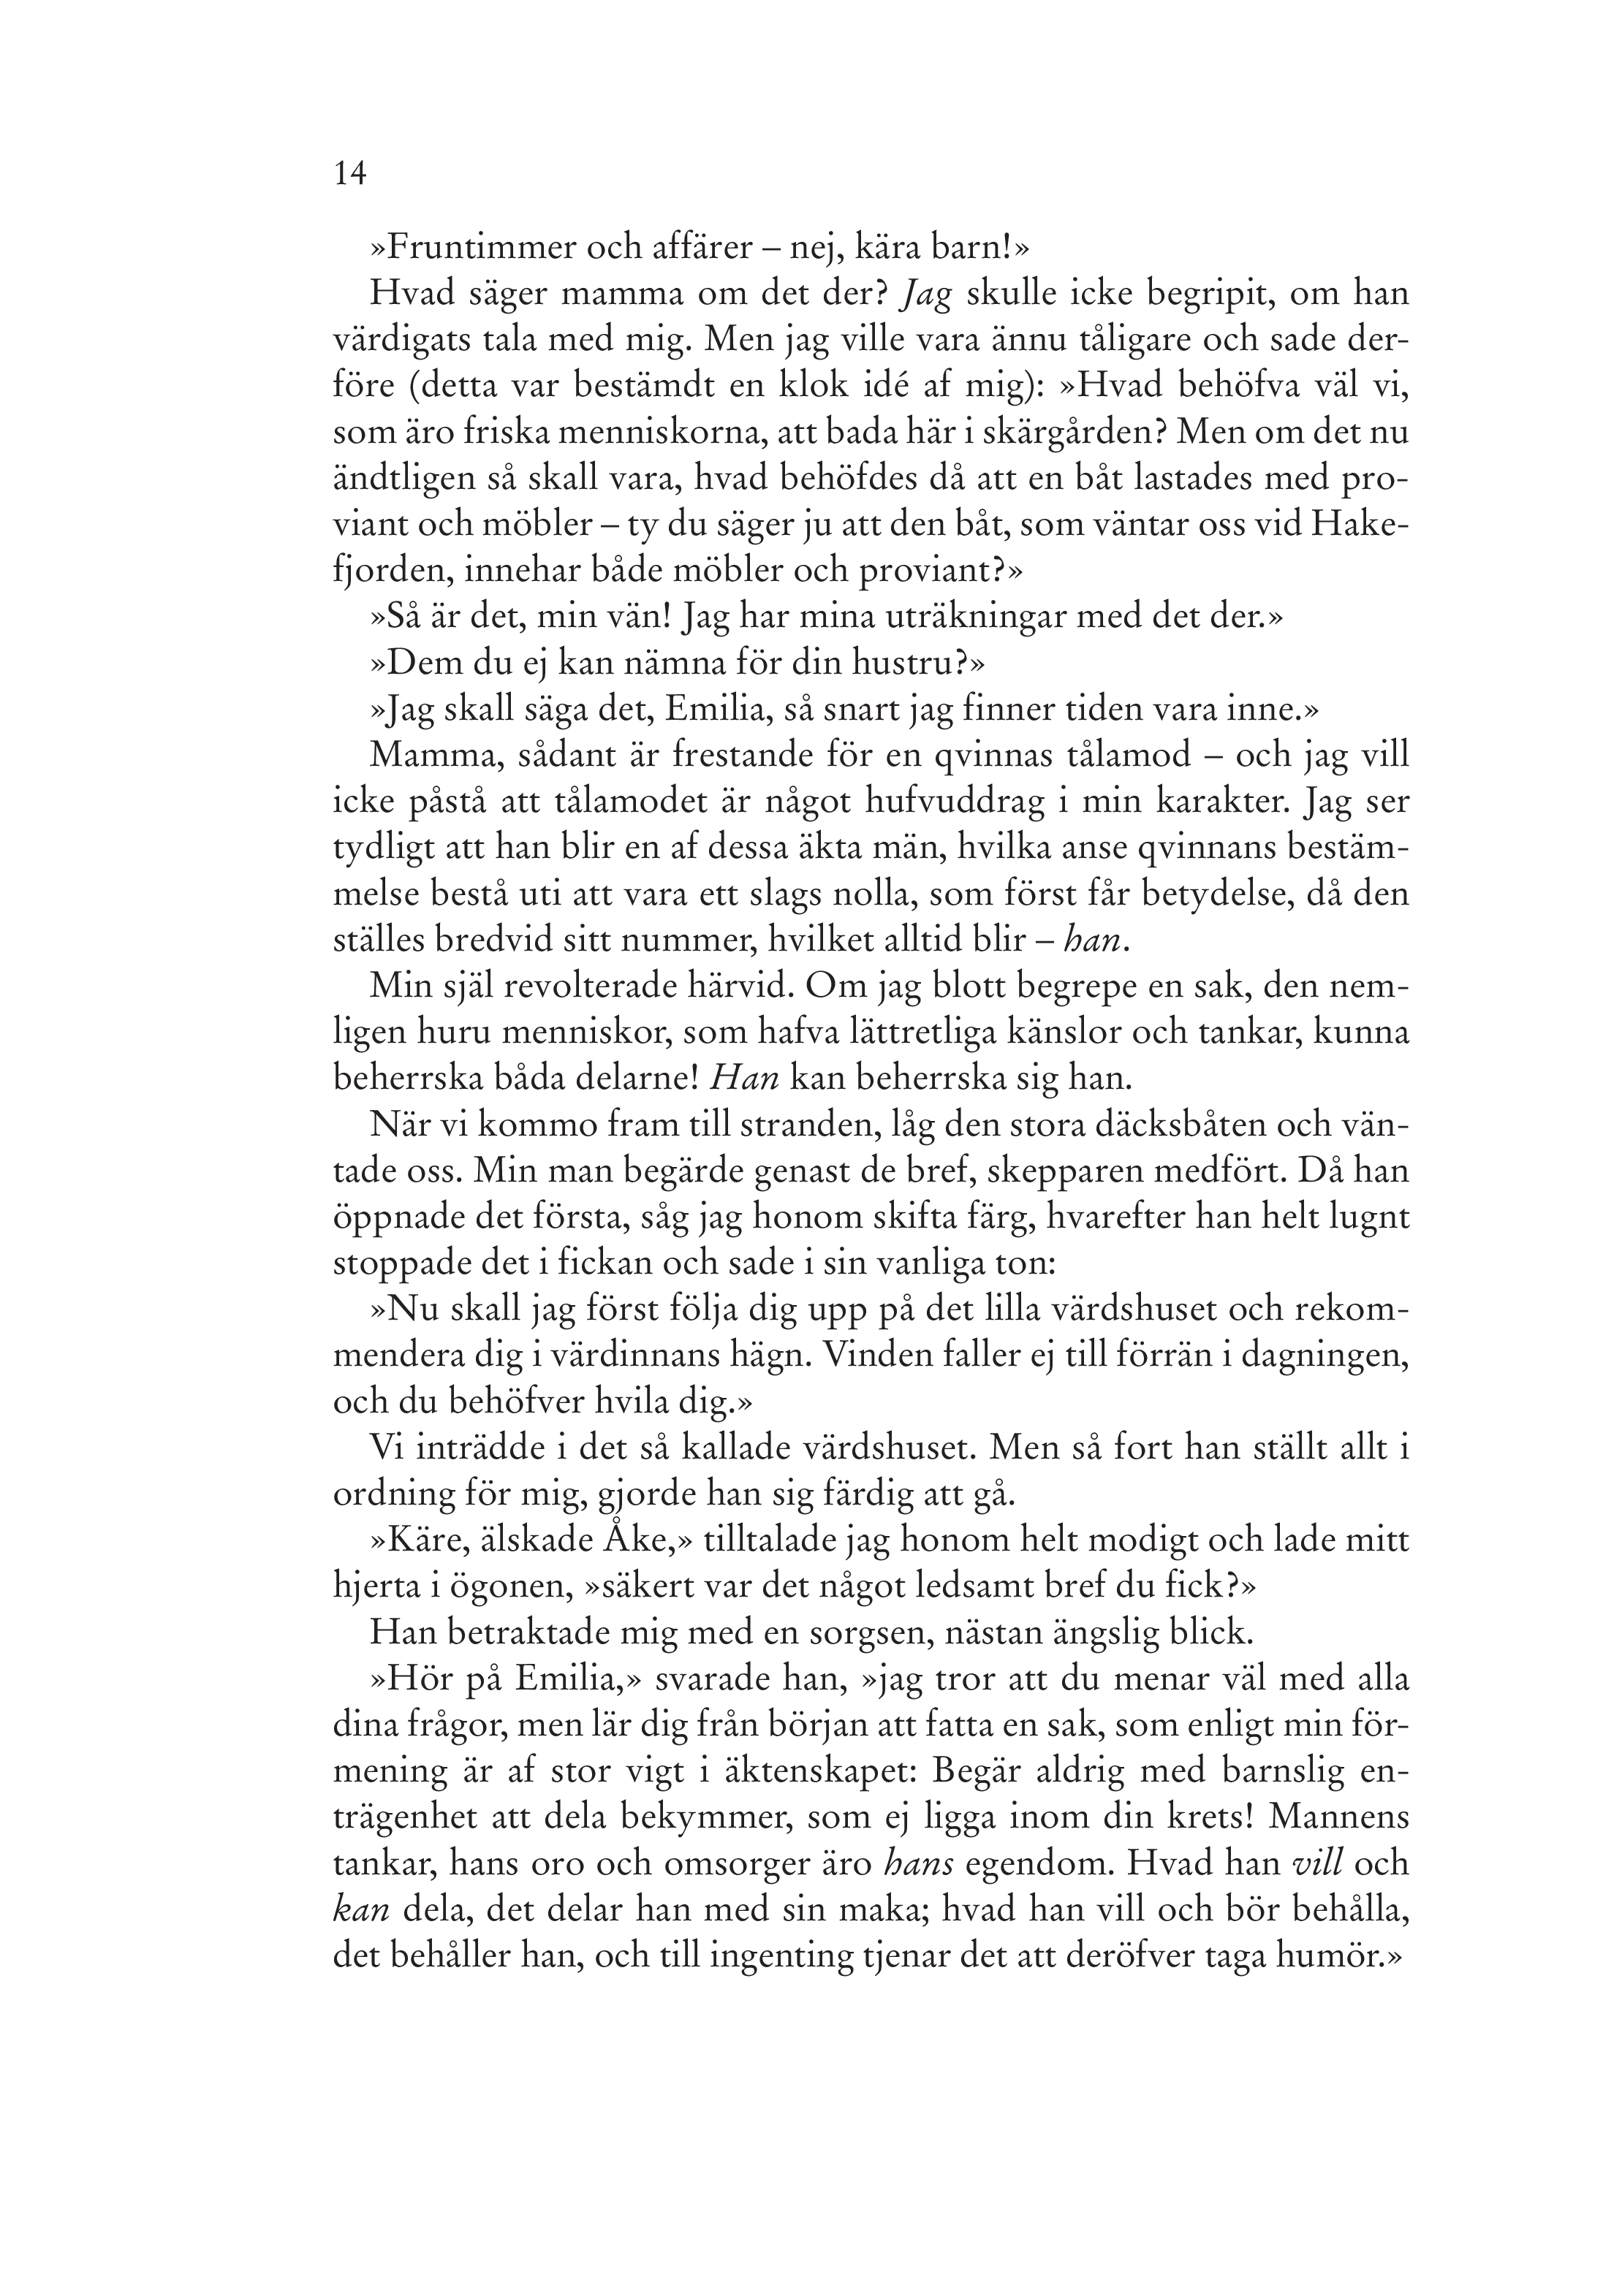 14
»Fruntimmer och affärer – nej, kära barn!»
Hvad säger mamma om det der? Jag skulle icke begripit, om han
värdigats tala med mig. Men jag ville vara ännu tåligare och sade der-
före (detta var bestämdt en klok idé af mig): »Hvad behöfva väl vi,
som äro friska menniskorna, att bada här i skärgården? Men om det nu
ändtligen så skall vara, hvad behöfdes då att en båt lastades med pro-
viant och möbler – ty du säger ju att den båt, som väntar oss vid Hake-
fjorden, innehar både möbler och proviant?»
»Så är det, min vän! Jag har mina uträkningar med det der.»
»Dem du ej kan nämna för din hustru?»
»Jag skall säga det, Emilia, så snart jag finner tiden vara inne.»
Mamma, sådant är frestande för en qvinnas tålamod – och jag vill
icke påstå att tålamodet är något hufvuddrag i min karakter. Jag ser
tydligt att han blir en af dessa äkta män, hvilka anse qvinnans bestäm-
melse bestå uti att vara ett slags nolla, som först får betydelse, då den
ställes bredvid sitt nummer, hvilket alltid blir – han.
Min själ revolterade härvid. Om jag blott begrepe en sak, den nem-
ligen huru menniskor, som hafva lättretliga känslor och tankar, kunna
beherrska båda delarne! Han kan beherrska sig han.
När vi kommo fram till stranden, låg den stora däcksbåten och vän-
tade oss. Min man begärde genast de bref, skepparen medfört. Då han
öppnade det första, såg jag honom skifta färg, hvarefter han helt lugnt
stoppade det i fickan och sade i sin vanliga ton:
»Nu skall jag först följa dig upp på det lilla värdshuset och rekom-
mendera dig i värdinnans hägn. Vinden faller ej till förrän i dagningen,
och du behöfver hvila dig.»
Vi inträdde i det så kallade värdshuset. Men så fort han ställt allt i
ordning för mig, gjorde han sig färdig att gå.
»Käre, älskade Åke,» tilltalade jag honom helt modigt och lade mitt
hjerta i ögonen, »säkert var det något ledsamt bref du fick?»
Han betraktade mig med en sorgsen, nästan ängslig blick.
»Hör på Emilia,» svarade han, »jag tror att du menar väl med alla
dina frågor, men lär dig från början att fatta en sak, som enligt min för-
mening är af stor vigt i äktenskapet: Begär aldrig med barnslig en-
trägenhet att dela bekymmer, som ej ligga inom din krets! Mannens
tankar, hans oro och omsorger äro hans egendom. Hvad han vill och
kan dela, det delar han med sin maka; hvad han vill och bör behålla,
det behåller han, och till ingenting tjenar det att deröfver taga humör.»